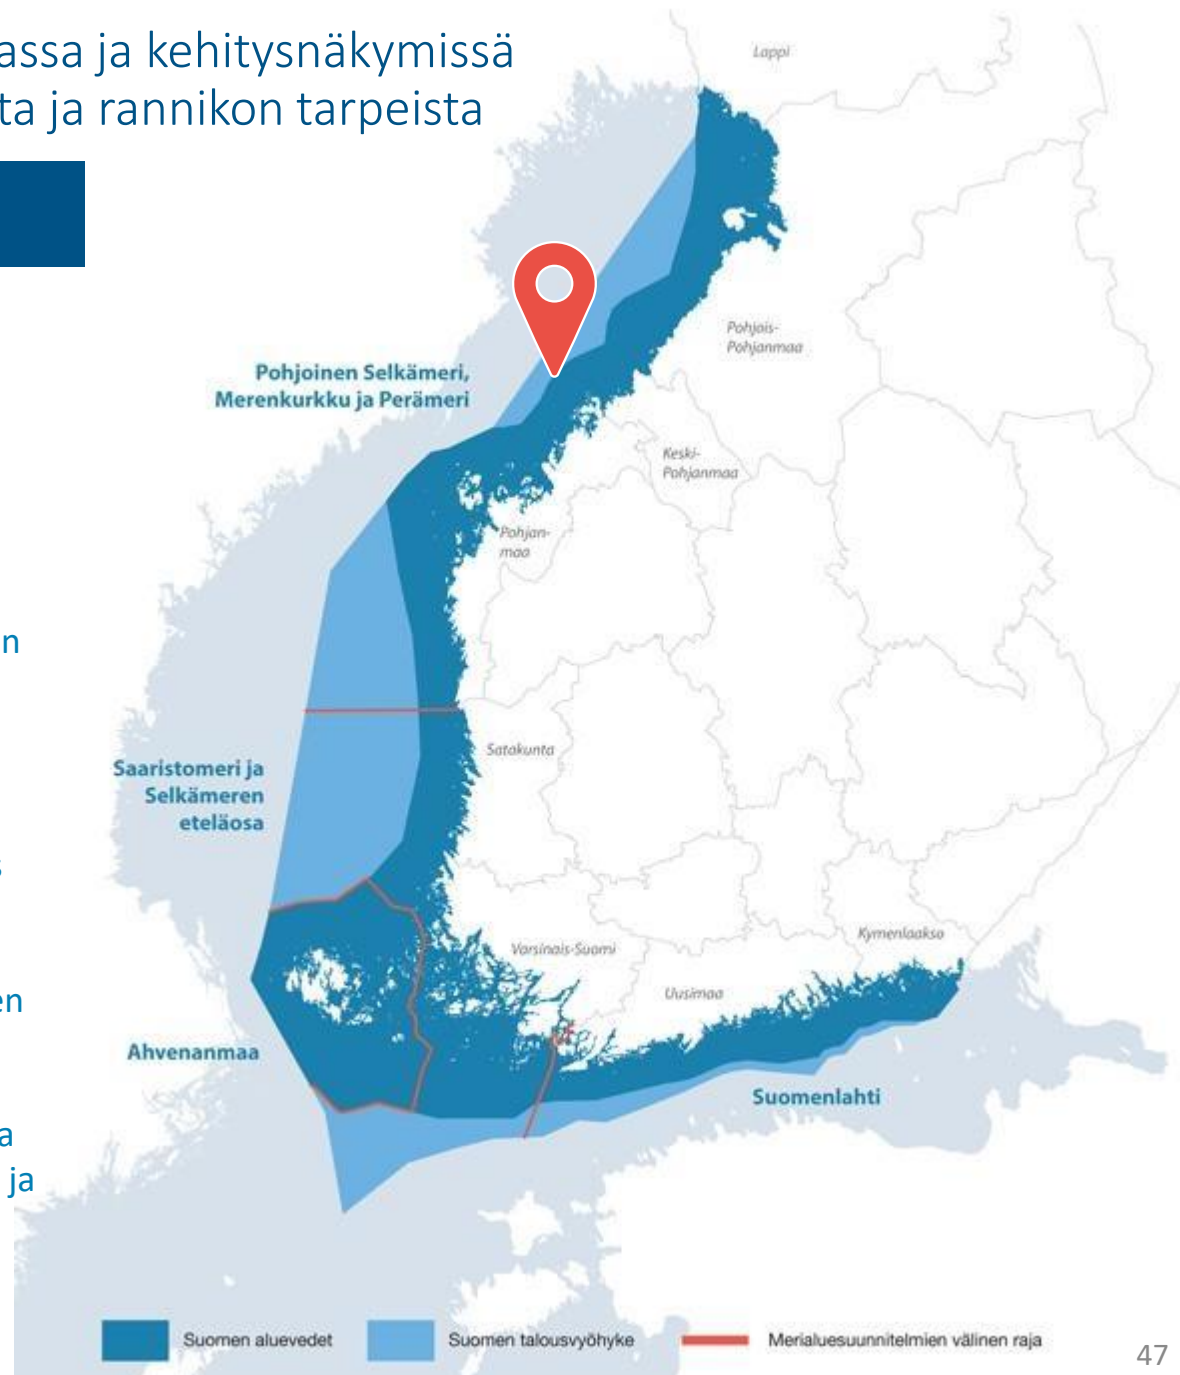 assa ja kehitysnäkymissä
ta ja rannikon tarpeista
Lappi
Pohjois-
Pohjanmaa
Pohjoinen Selkämeri,
Merenkurkku ja Perämeri
Keski-
Pohjanmaa
Pohjan-
maa
n
Satakunta
Saaristomeri ja
Selkämeren
eteläosa
s
Varsinais-Suomi
Kymenlaakso
Uusimaa
en
Ahvenanmaa
Suomenlahti
a
ja
Suomen aluevedet
Suomen talousvyöhyke
Merialuesuunnitelmien välinen raja
47